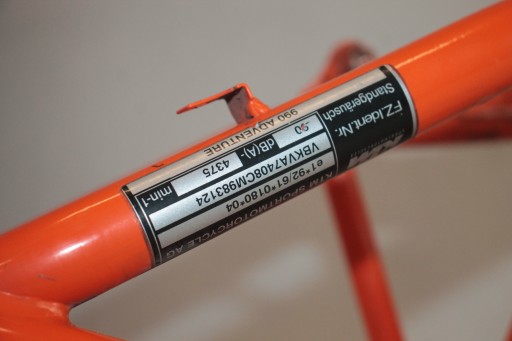 KTM SPORTMOTORCYCLE AG
e1*92/61*0180*04
FZ.Ident.Nr. VBKVA7408CM983124
Standgeräusch 90 dB(A)- 4375 min-1
990 ADVENTURE